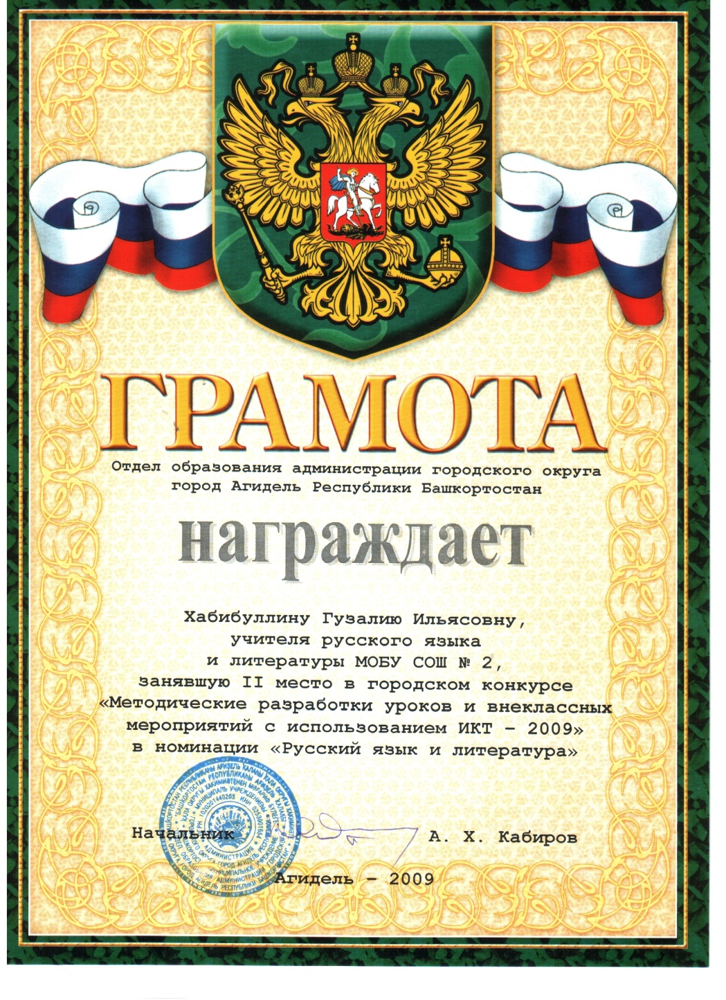 ГРАМОТА
Отдел образования администрации городского округа
город Агидель Республики Башкортостан
награждает
Хабибуллину Гузалию Ильясовну,
учителя русского языка
и литературы МОБУ СОШ № 2,
занявшую II место в городском конкурсе
«Методические разработки уроков и внеклассных
мероприятий с использованием ИКТ – 2009»
в номинации «Русский язык и литература»
Начальник А. Х. Кабиров
Агидель – 2009